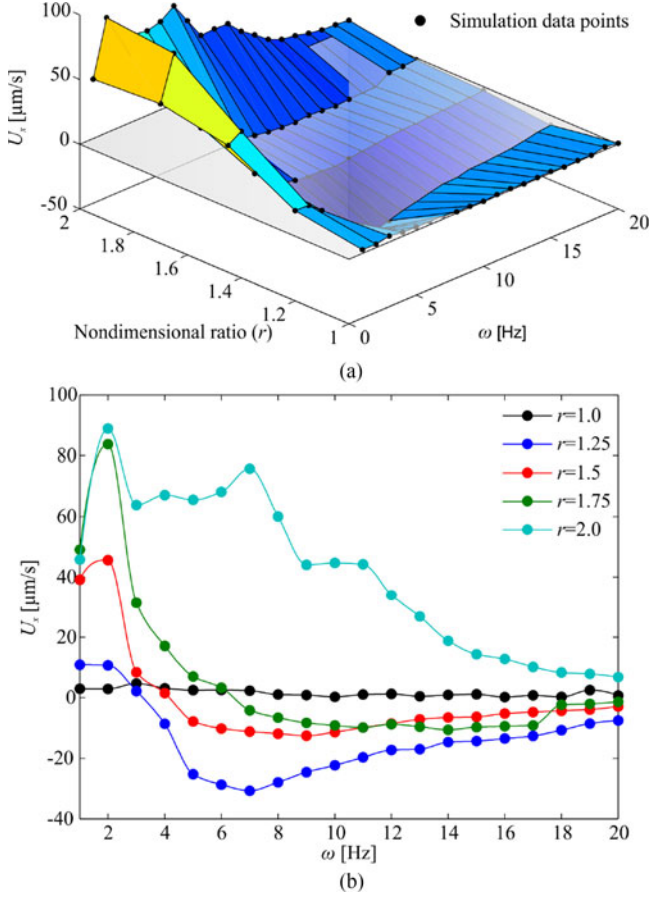 100
Simulation data points
50
Uₓ [μm/s]
0
-50
2
20
1.8
15
1.6
10
1.4
5
1.2
Nondimensional ratio (r)
1
0
ω [Hz]
(a)
100
r=1.0
80
r=1.25
r=1.5
60
r=1.75
r=2.0
40
Uₓ [μm/s]
20
0
-20
-40
2 4 6 8 10 12 14 16 18 20
ω [Hz]
(b)